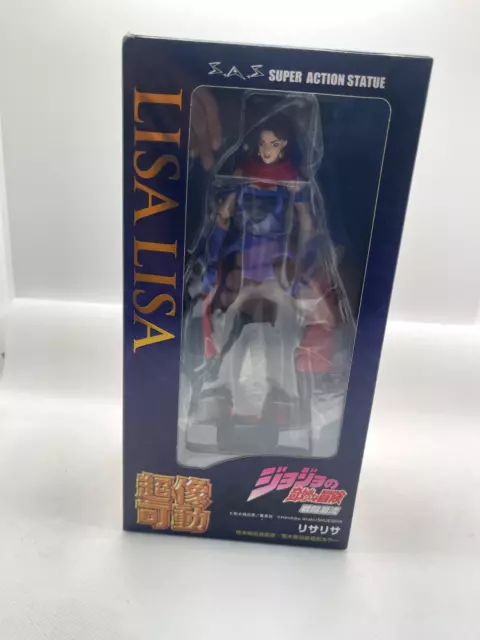 S.A.S SUPER ACTION STATUE
LISA LISA
超像
可動
ジョジョの
奇妙な冒険
戦闘潮流
リサリサ